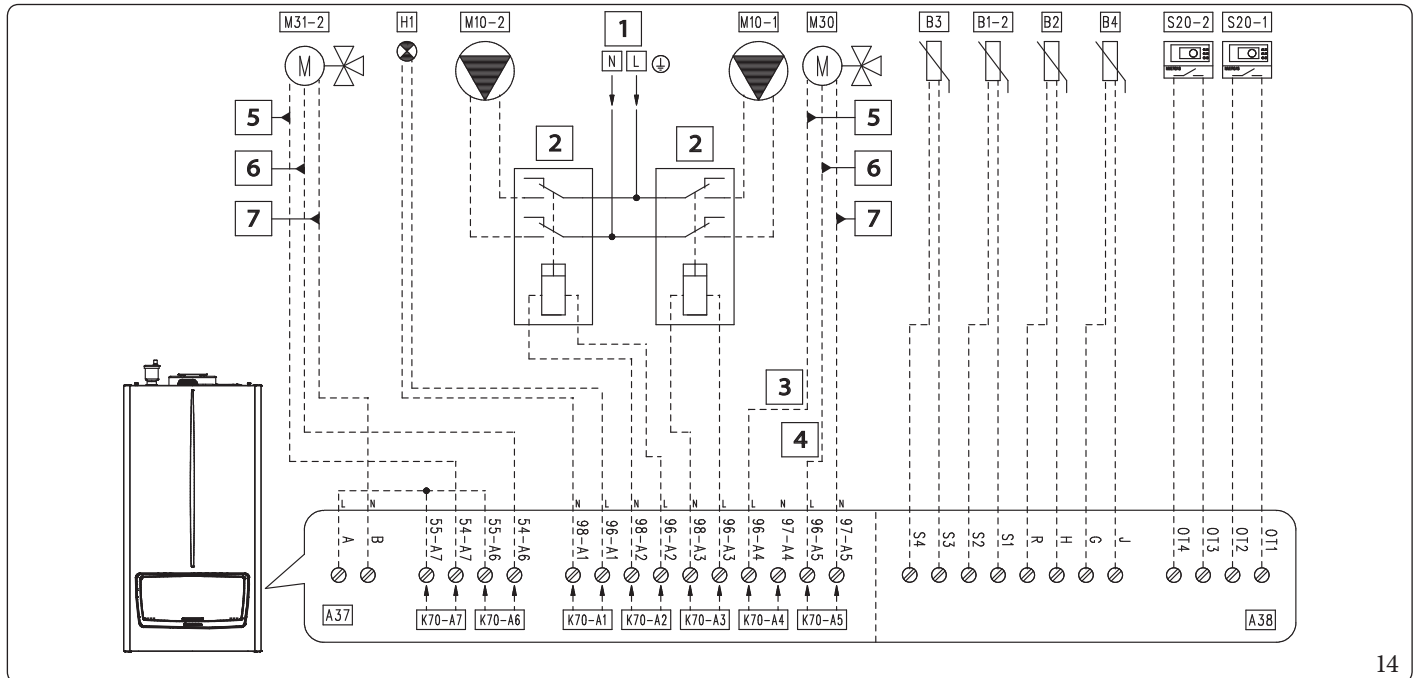 M31-2 H1 M10-2 1 M10-1 M30 B3 B1-2 B2 B4 S20-2 S20-1
N L
M M
5 5
2 2
6 6
7 7
3
4
L N N L N L N L L N L N
A B 55-A7 54-A7 55-A6 54-A6 98-A1 96-A1 98-A2 96-A2 98-A3 96-A3 96-A4 97-A4 96-A5 97-A5 S4 S3 S2 S1 R H G J OT4 OT3 OT2 OT1
A37 K70-A7 K70-A6 K70-A1 K70-A2 K70-A3 K70-A4 K70-A5 A38
14